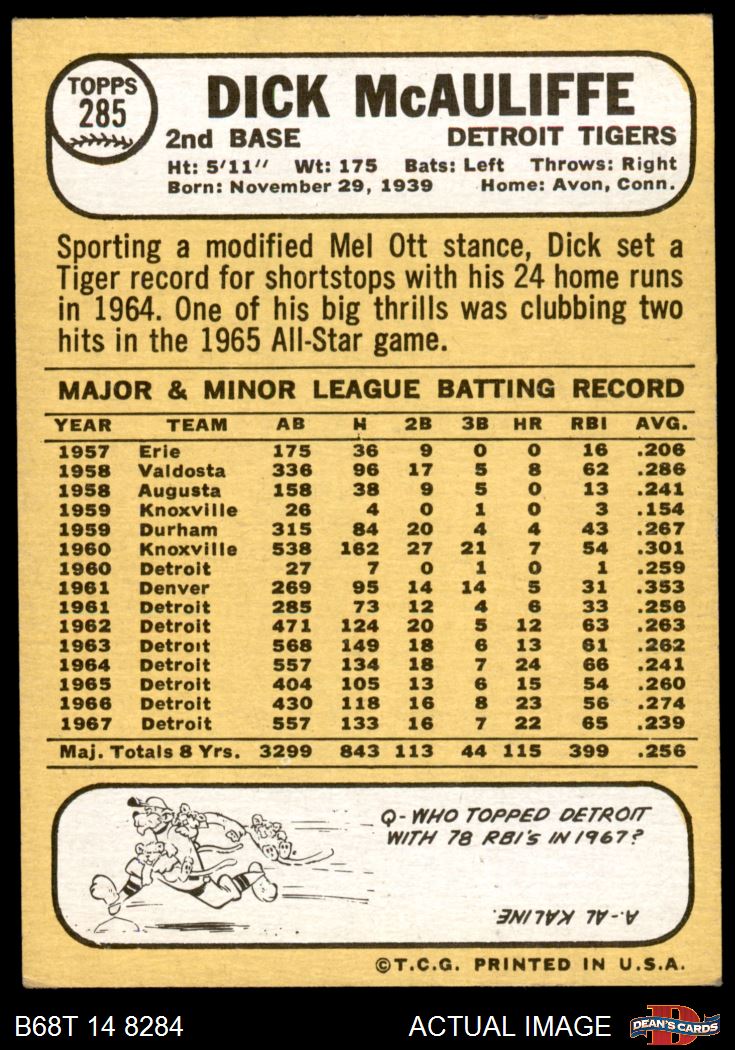 TOPPS
285
DICK McAULIFFE
2nd BASE DETROIT TIGERS
Ht: 5'11" Wt: 175 Bats: Left Throws: Right
Born: November 29, 1939 Home: Avon, Conn.
Sporting a modified Mel Ott stance, Dick set a
Tiger record for shortstops with his 24 home runs
in 1964. One of his big thrills was clubbing two
hits in the 1965 All-Star game.
MAJOR & MINOR LEAGUE BATTING RECORD
YEAR TEAM AB H 2B 3B HR RBI AVG.
1957 Erie 175 36 9 0 0 16 .206
1958 Valdosta 336 96 17 5 8 62 .286
1958 Augusta 158 38 9 5 0 13 .241
1959 Knoxville 26 4 0 1 0 3 .154
1959 Durham 315 84 20 4 4 43 .267
1960 Knoxville 538 162 27 21 7 54 .301
1960 Detroit 27 7 0 1 0 1 .259
1961 Denver 269 95 14 14 5 31 .353
1961 Detroit 285 73 12 4 6 33 .256
1962 Detroit 471 124 20 5 12 63 .263
1963 Detroit 568 149 18 6 13 61 .262
1964 Detroit 557 134 18 7 24 66 .241
1965 Detroit 404 105 13 6 15 54 .260
1966 Detroit 430 118 16 8 23 56 .274
1967 Detroit 557 133 16 7 22 65 .239
Maj. Totals 8 Yrs. 3299 843 113 44 115 399 .256
Q-WHO TOPPED DETROIT
WITH 78 RBI'S IN 1967?
A-AL KALINE.
©T.C.G. PRINTED IN U.S.A.
B68T 14 8284 ACTUAL IMAGE D DEAN'S CARDS